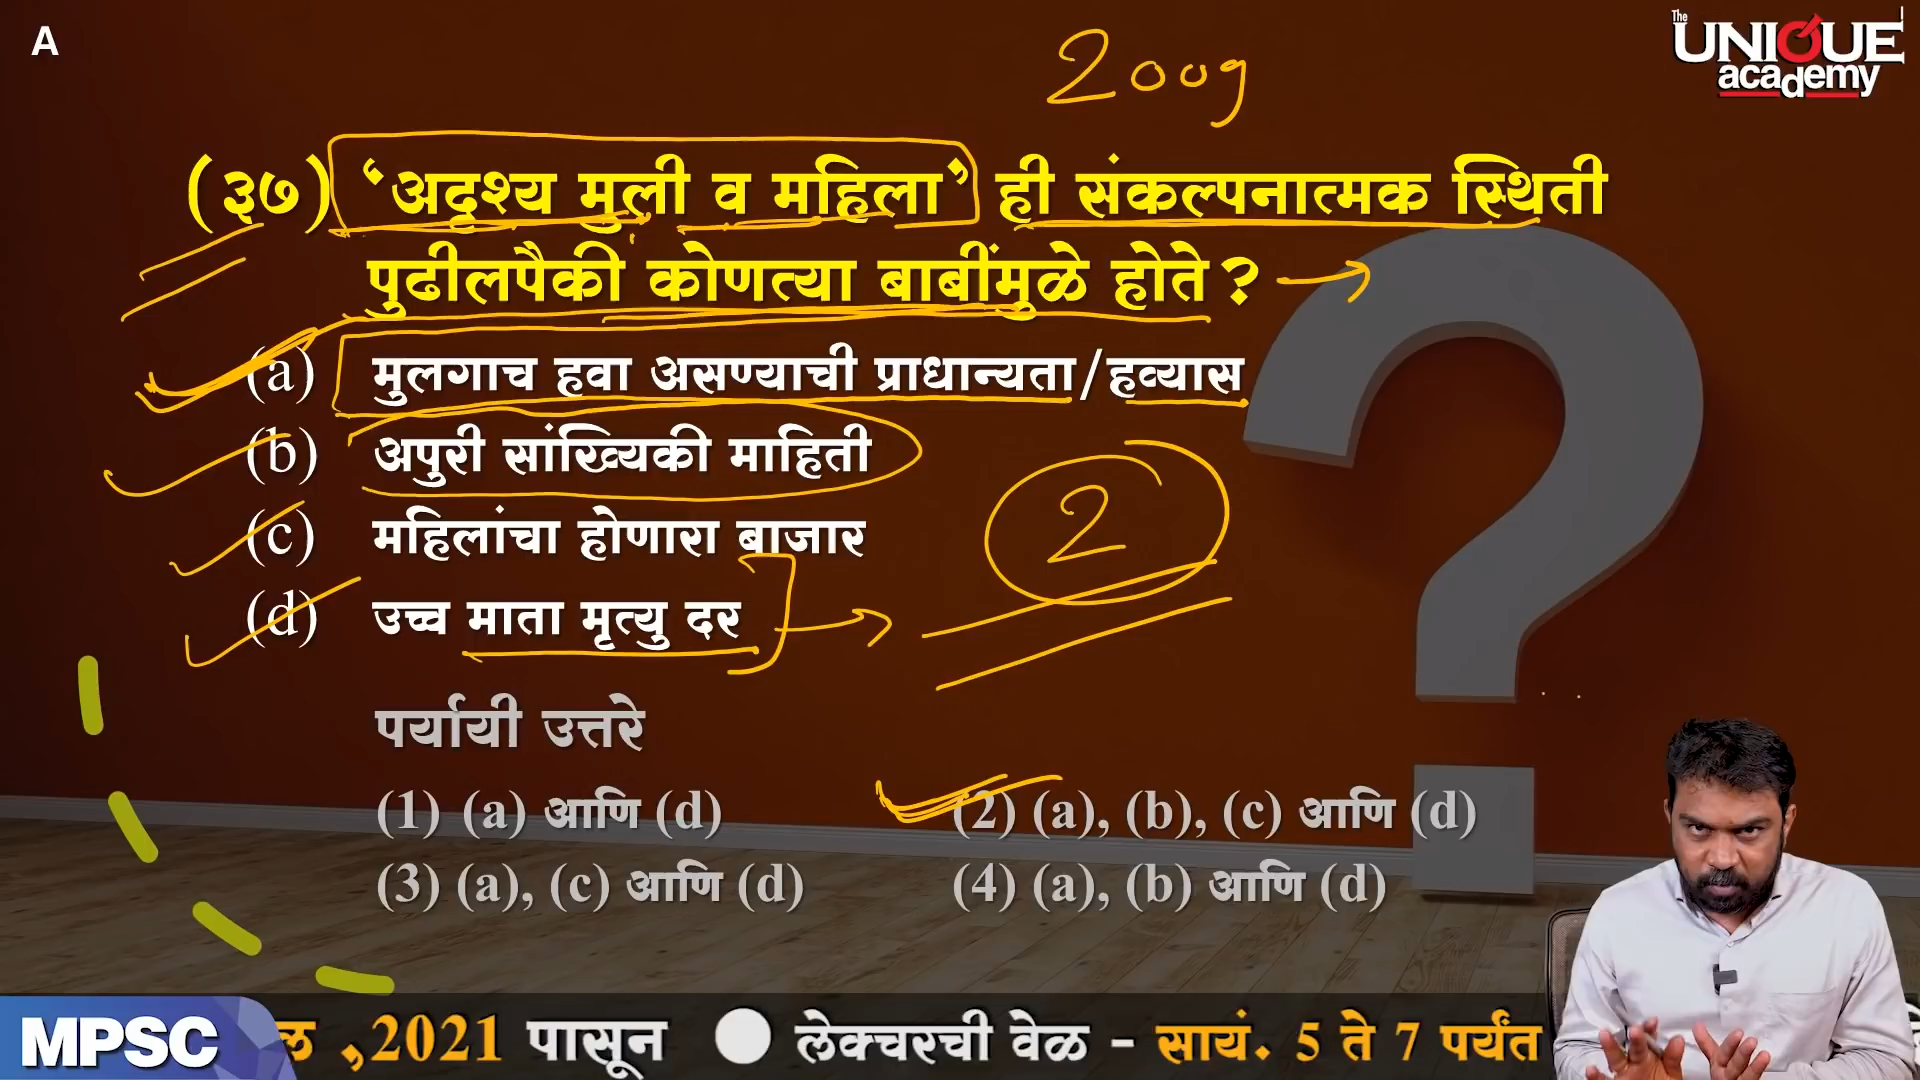 A
The
UNIQUE
academy
2009
(३७) ‘अदृश्य मुली व महिला’ ही संकल्पनात्मक स्थिती
पुढीलपैकी कोणत्या बाबींमुळे होते?
(a) मुलगाच हवा असण्याची प्राधान्यता/हव्यास
(b) अपुरी सांख्यिकी माहिती
(c) महिलांचा होणारा बाजार
2
(d) उच्च माता मृत्यु दर
पर्यायी उत्तरे
(1) (a) आणि (d) (2) (a), (b), (c) आणि (d)
(3) (a), (c) आणि (d) (4) (a), (b) आणि (d)
MPSC ल ,2021 पासून लेक्चरची वेळ - सायं. 5 ते 7 पर्यंत